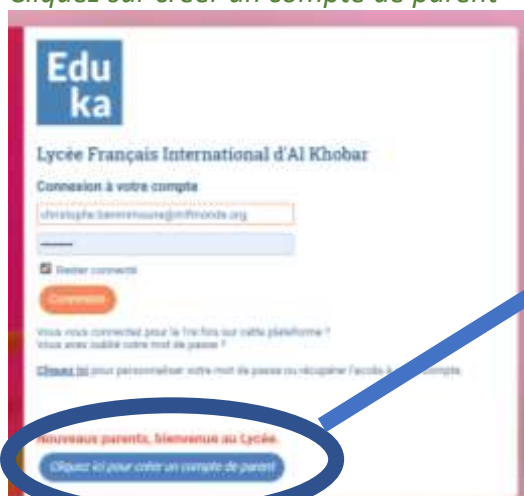 Cliquez sur créer un compte de parent
Edu
ka
Lycée Français International d'Al Khobar
Connexion à votre compte
Rester connecté
Connexion
Vous vous connectez pour la 1re fois sur cette plateforme ?
Vous avez oublié votre mot de passe ?
Cliquez ici pour personnaliser votre mot de passe ou récupérer l'accès à compte.
Nouveaux parents, bienvenue au Lycée.
Cliquez ici pour créer un compte de parent